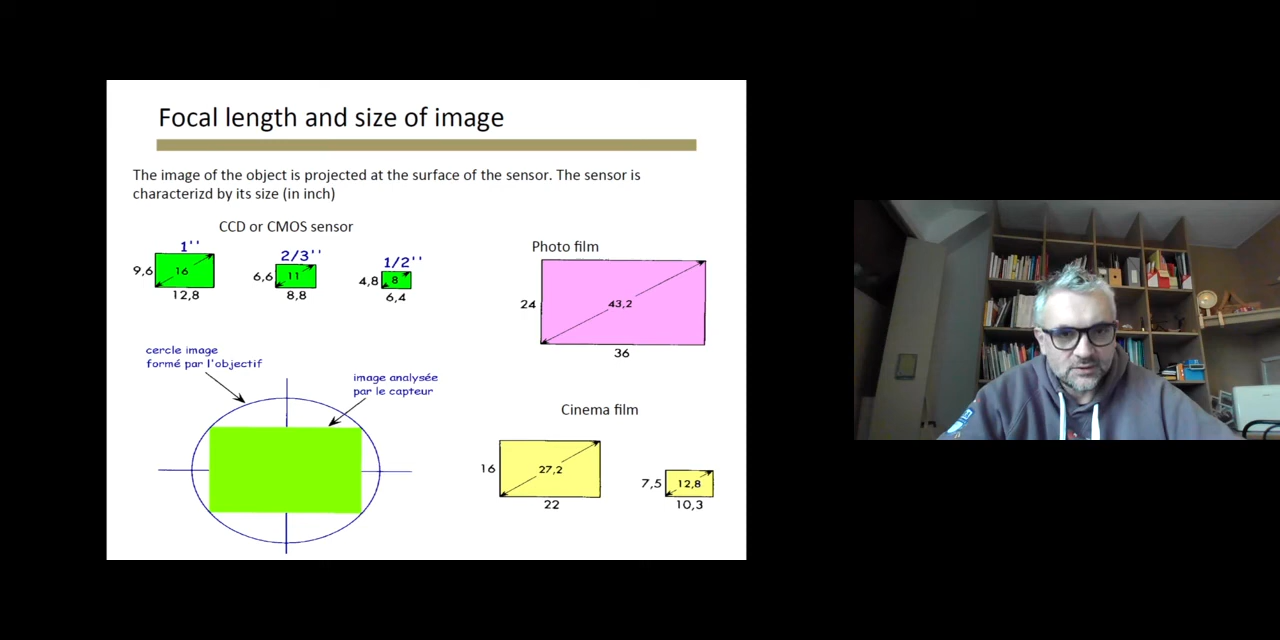 Focal length and size of image
The image of the object is projected at the surface of the sensor. The sensor is
characterizd by its size (in inch)
CCD or CMOS sensor
1''
9,6
16
12,8
2/3''
6,6
11
8,8
1/2''
4,8
8
6,4
Photo film
24
43,2
36
cercle image
formé par l'objectif
image analysée
par le capteur
Cinema film
16
27,2
22
7,5
12,8
10,3